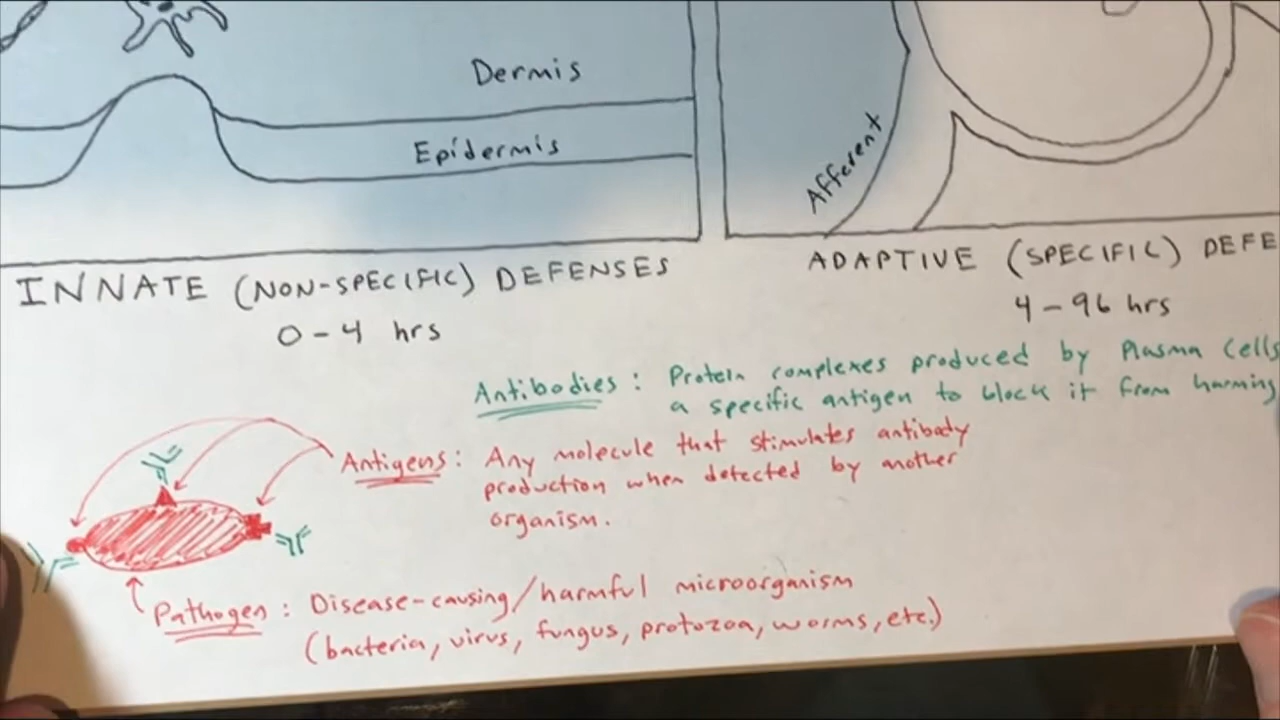 Dermis
Epidermis
Afferent
INNATE (NON-SPECIFIC) DEFENSES
0-4 hrs
ADAPTIVE (SPECIFIC) DEFE
4-96 hrs
Antibodies: Protein complexes produced by Plasma Cells
a specific antigen to block it from harming
Antigens: Any molecule that stimulates antibody
production when detected by another
organism.
Pathogen: Disease-causing/harmful microorganism
(bacteria, virus, fungus, protozoa, worms, etc.)